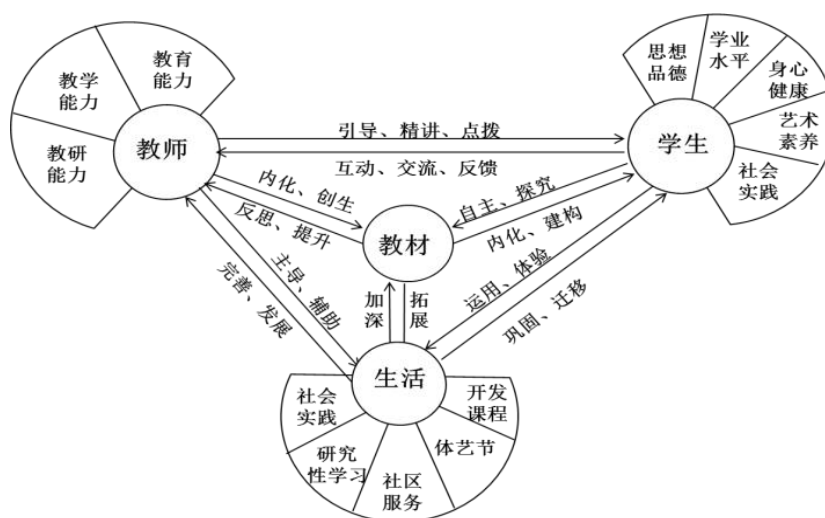 教育
能力
教学
能力
教研
能力
教师
思想
品德
学业
水平
身心
健康
艺术
素养
社会
实践
学生
引导、精讲、点拨
互动、交流、反馈
内化、创生
反思、提升
自主、探究
内化、建构
教材
主导、辅助
完善、发展
加深
拓展
运用、体验
巩固、迁移
生活
社会
实践
研究
性学习
社区
服务
体艺节
开发
课程